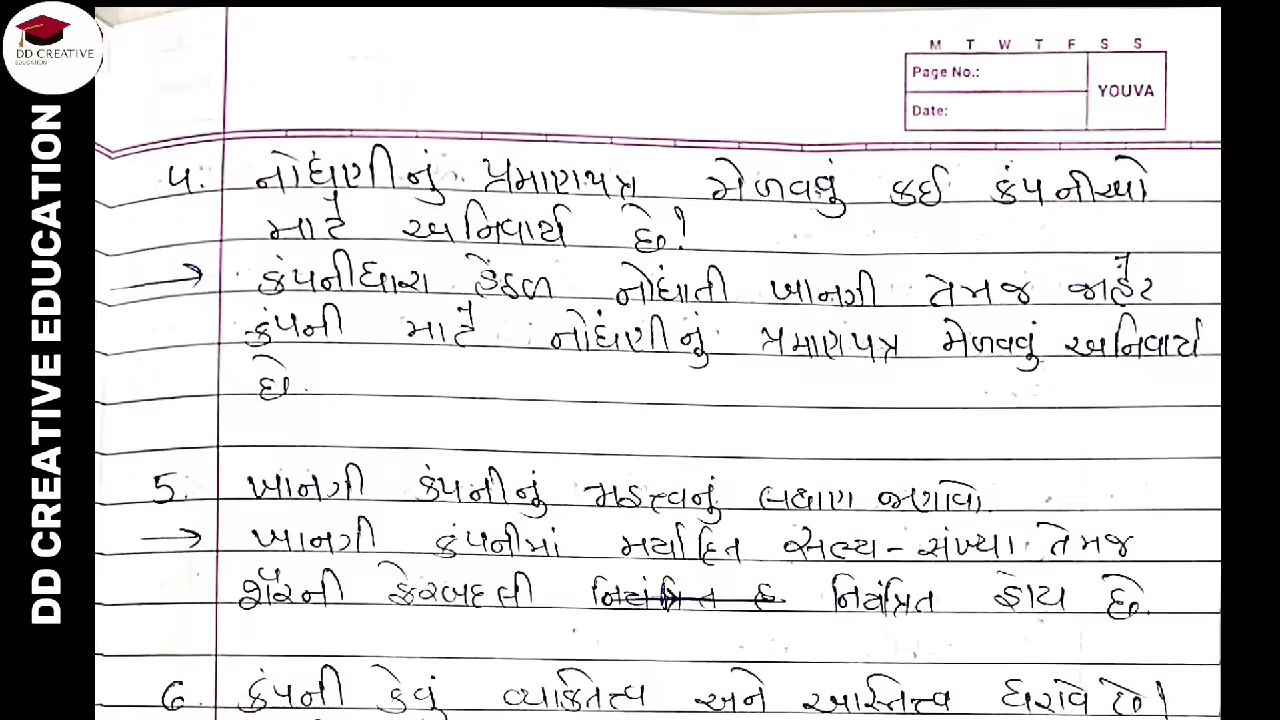 DD CREATIVE
EDUCATION
DD CREATIVE EDUCATION
M T W T F S S
Page No.:
YOUVA
Date:
૫. નોંધણીનું પ્રમાણપત્ર મેળવવું કઈ કંપનીઓ
માટે અનિવાર્ય છે?
→ કંપનીધારા હેઠળ નોંધાતી ખાનગી તેમજ જાહેર
કંપની માટે નોંધણીનું પ્રમાણપત્ર મેળવવું અનિવાર્ય
છે.
5. ખાનગી કંપનીનું મહત્ત્વનું લક્ષણ જણાવો.
→ ખાનગી કંપનીમાં મર્યાદિત સભ્ય-સંખ્યા તેમજ
શૅરની ફેરબદલી નિયંત્રિત હ નિયંત્રિત હોય છે.
6. કંપની કેવું વ્યક્તિત્વ અને અસ્તિત્વ ધરાવે છે?